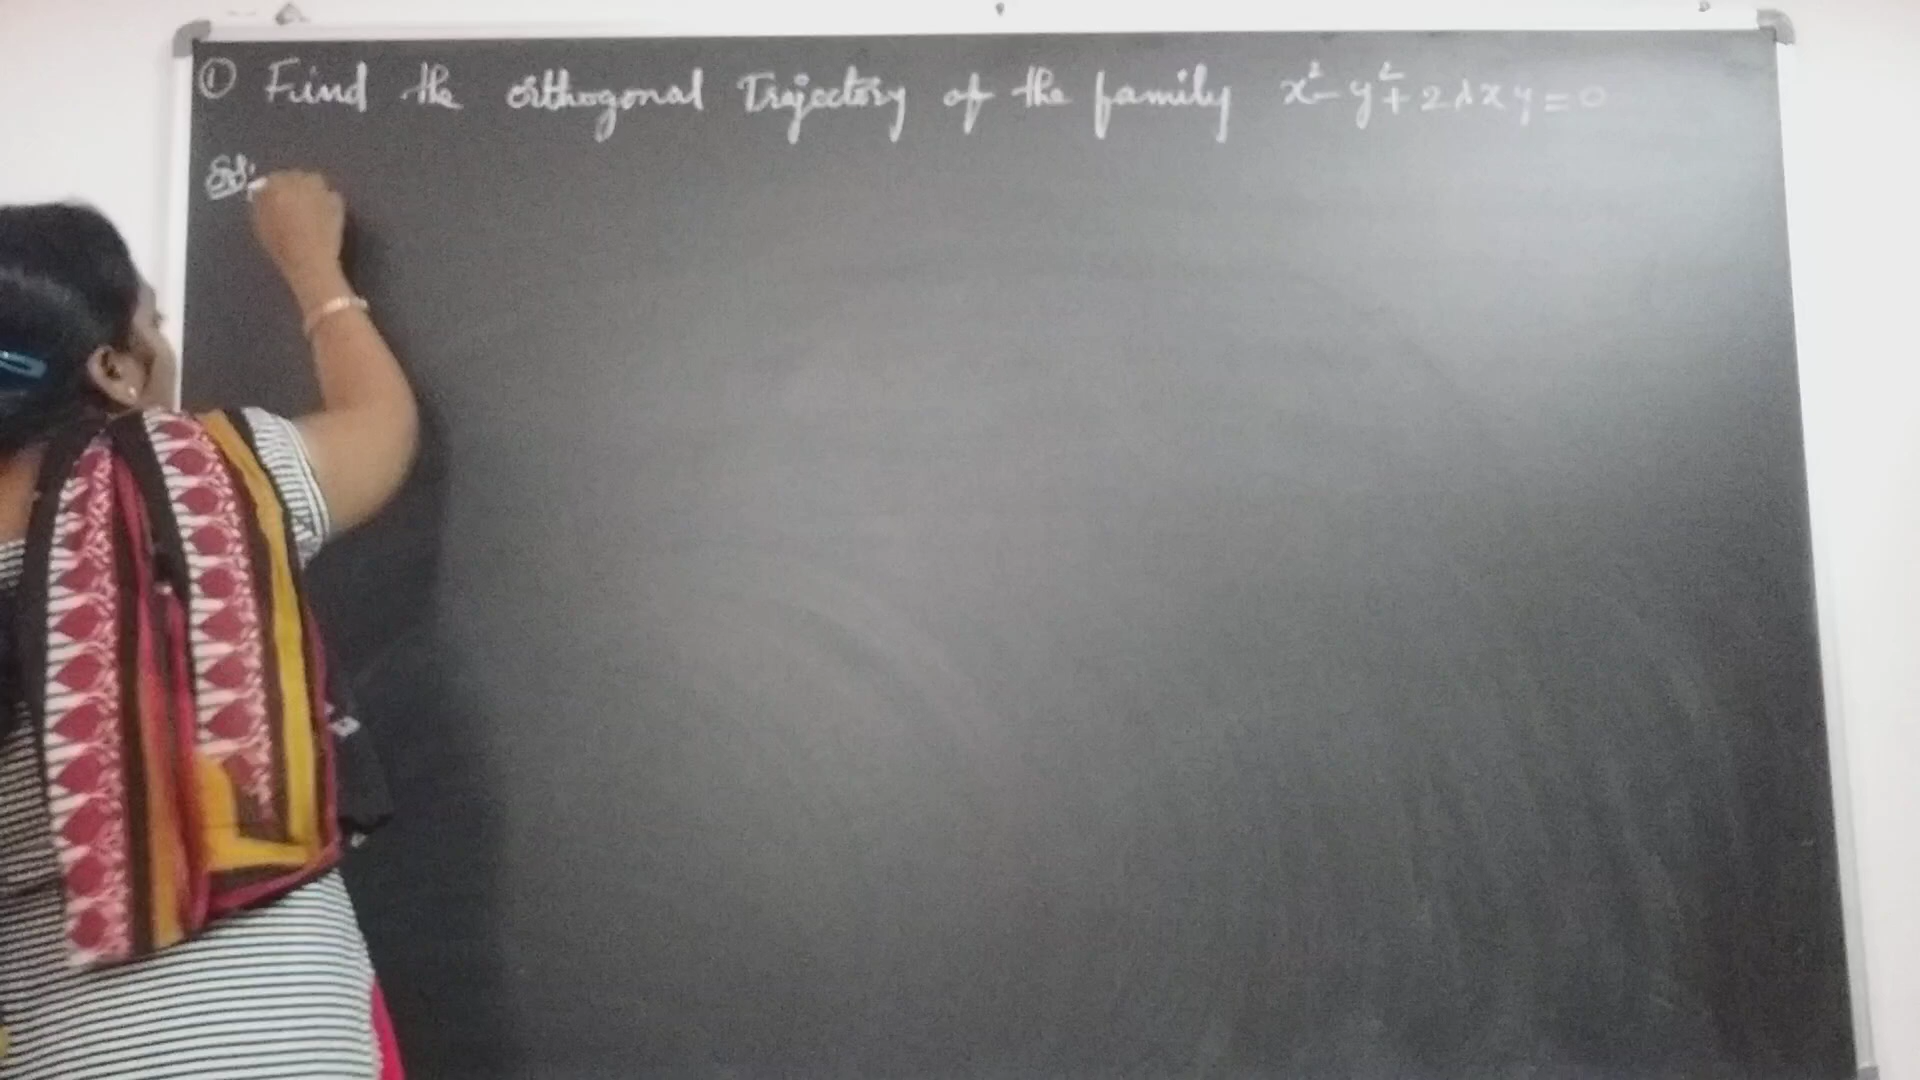 ① Find the orthogonal Trajectory of the family x² - y² + 2λxy = 0
Sol:-